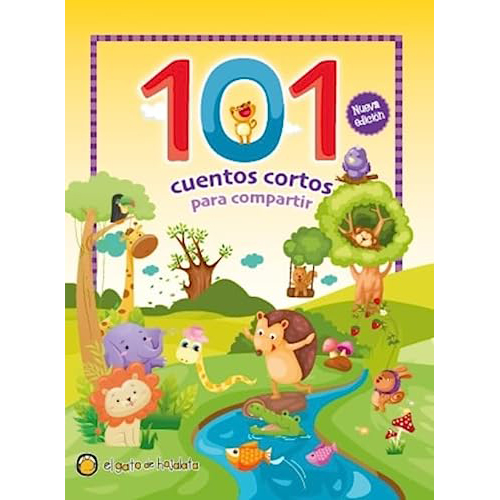 101
Nueva
edición
cuentos cortos
para compartir
el gato de hojalata